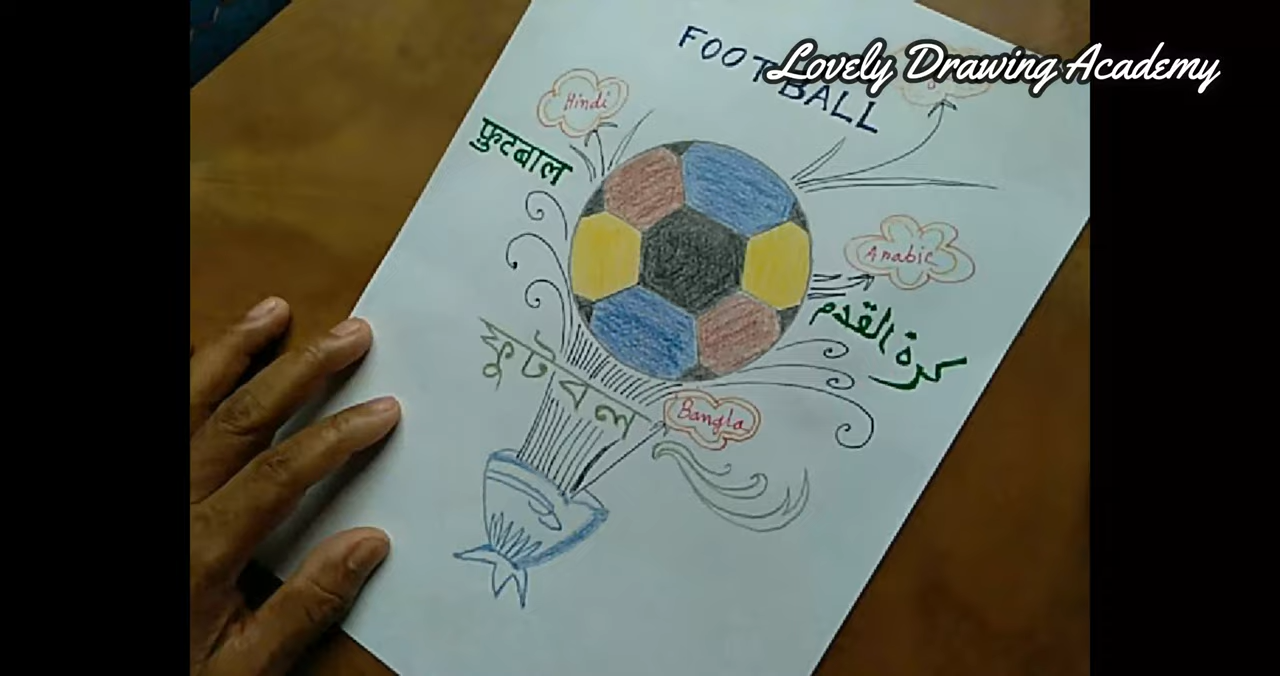 FOOTBALL
Lovely Drawing Academy
Hindi
फुटबाल
Arabic
كرة القدم
ফুটবল
Bangla